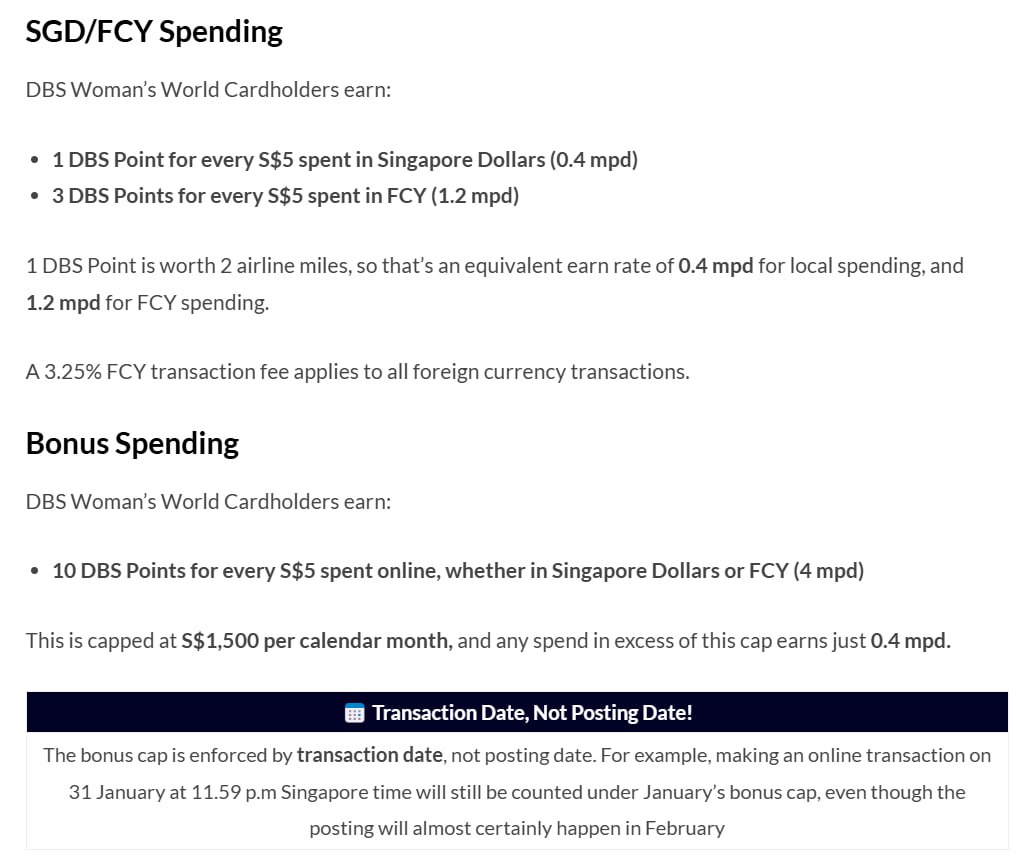 SGD/FCY Spending
DBS Woman’s World Cardholders earn:
• 1 DBS Point for every S$5 spent in Singapore Dollars (0.4 mpd)
• 3 DBS Points for every S$5 spent in FCY (1.2 mpd)
1 DBS Point is worth 2 airline miles, so that’s an equivalent earn rate of 0.4 mpd for local spending, and
1.2 mpd for FCY spending.
A 3.25% FCY transaction fee applies to all foreign currency transactions.
Bonus Spending
DBS Woman’s World Cardholders earn:
• 10 DBS Points for every S$5 spent online, whether in Singapore Dollars or FCY (4 mpd)
This is capped at S$1,500 per calendar month, and any spend in excess of this cap earns just 0.4 mpd.
Transaction Date, Not Posting Date!
The bonus cap is enforced by transaction date, not posting date. For example, making an online transaction on
31 January at 11.59 p.m Singapore time will still be counted under January’s bonus cap, even though the
posting will almost certainly happen in February